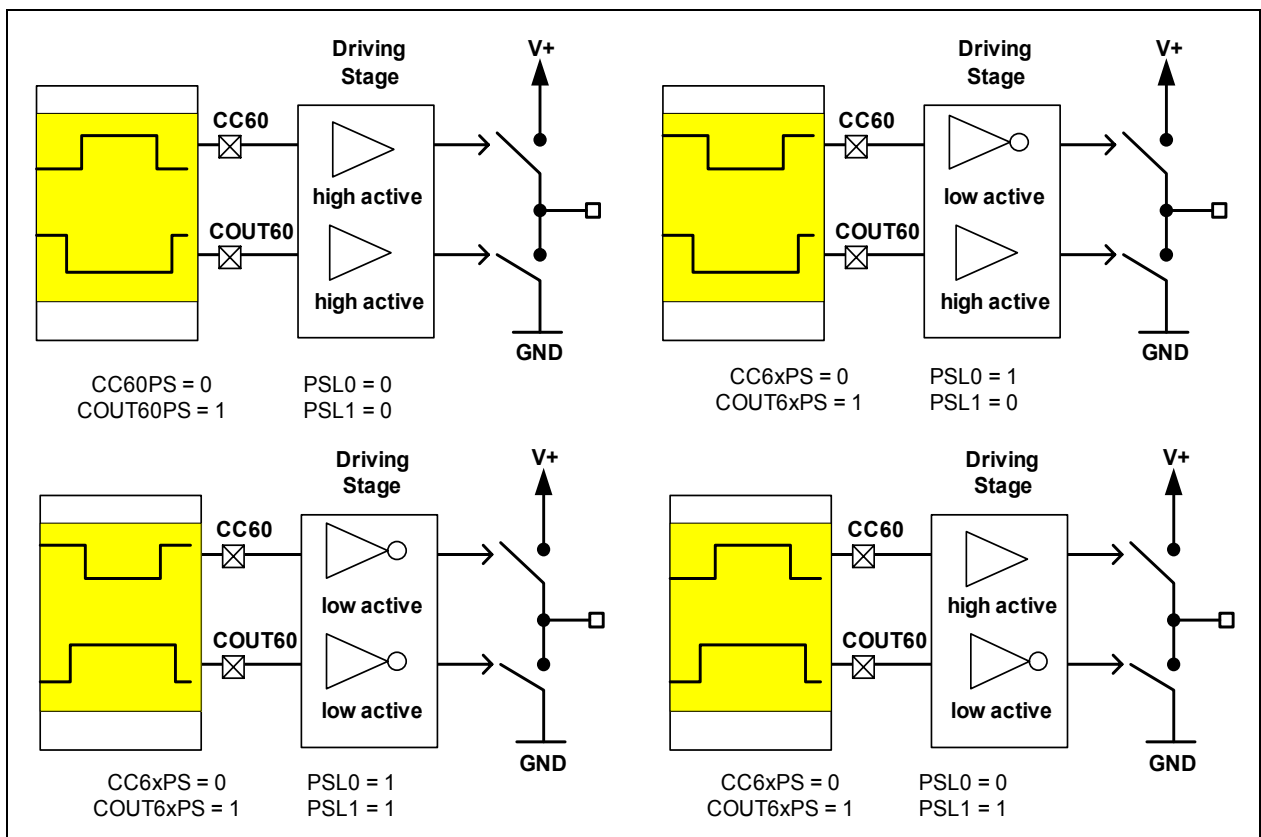 Driving
Stage
V+
CC60
high active
COUT60
high active
GND
CC60PS = 0 PSL0 = 0
COUT60PS = 1 PSL1 = 0
Driving
Stage
V+
CC60
low active
COUT60
high active
GND
CC6xPS = 0 PSL0 = 1
COUT6xPS = 1 PSL1 = 0
Driving
Stage
V+
CC60
low active
COUT60
low active
GND
CC6xPS = 0 PSL0 = 1
COUT6xPS = 1 PSL1 = 1
Driving
Stage
V+
CC60
high active
COUT60
low active
GND
CC6xPS = 0 PSL0 = 0
COUT6xPS = 1 PSL1 = 1